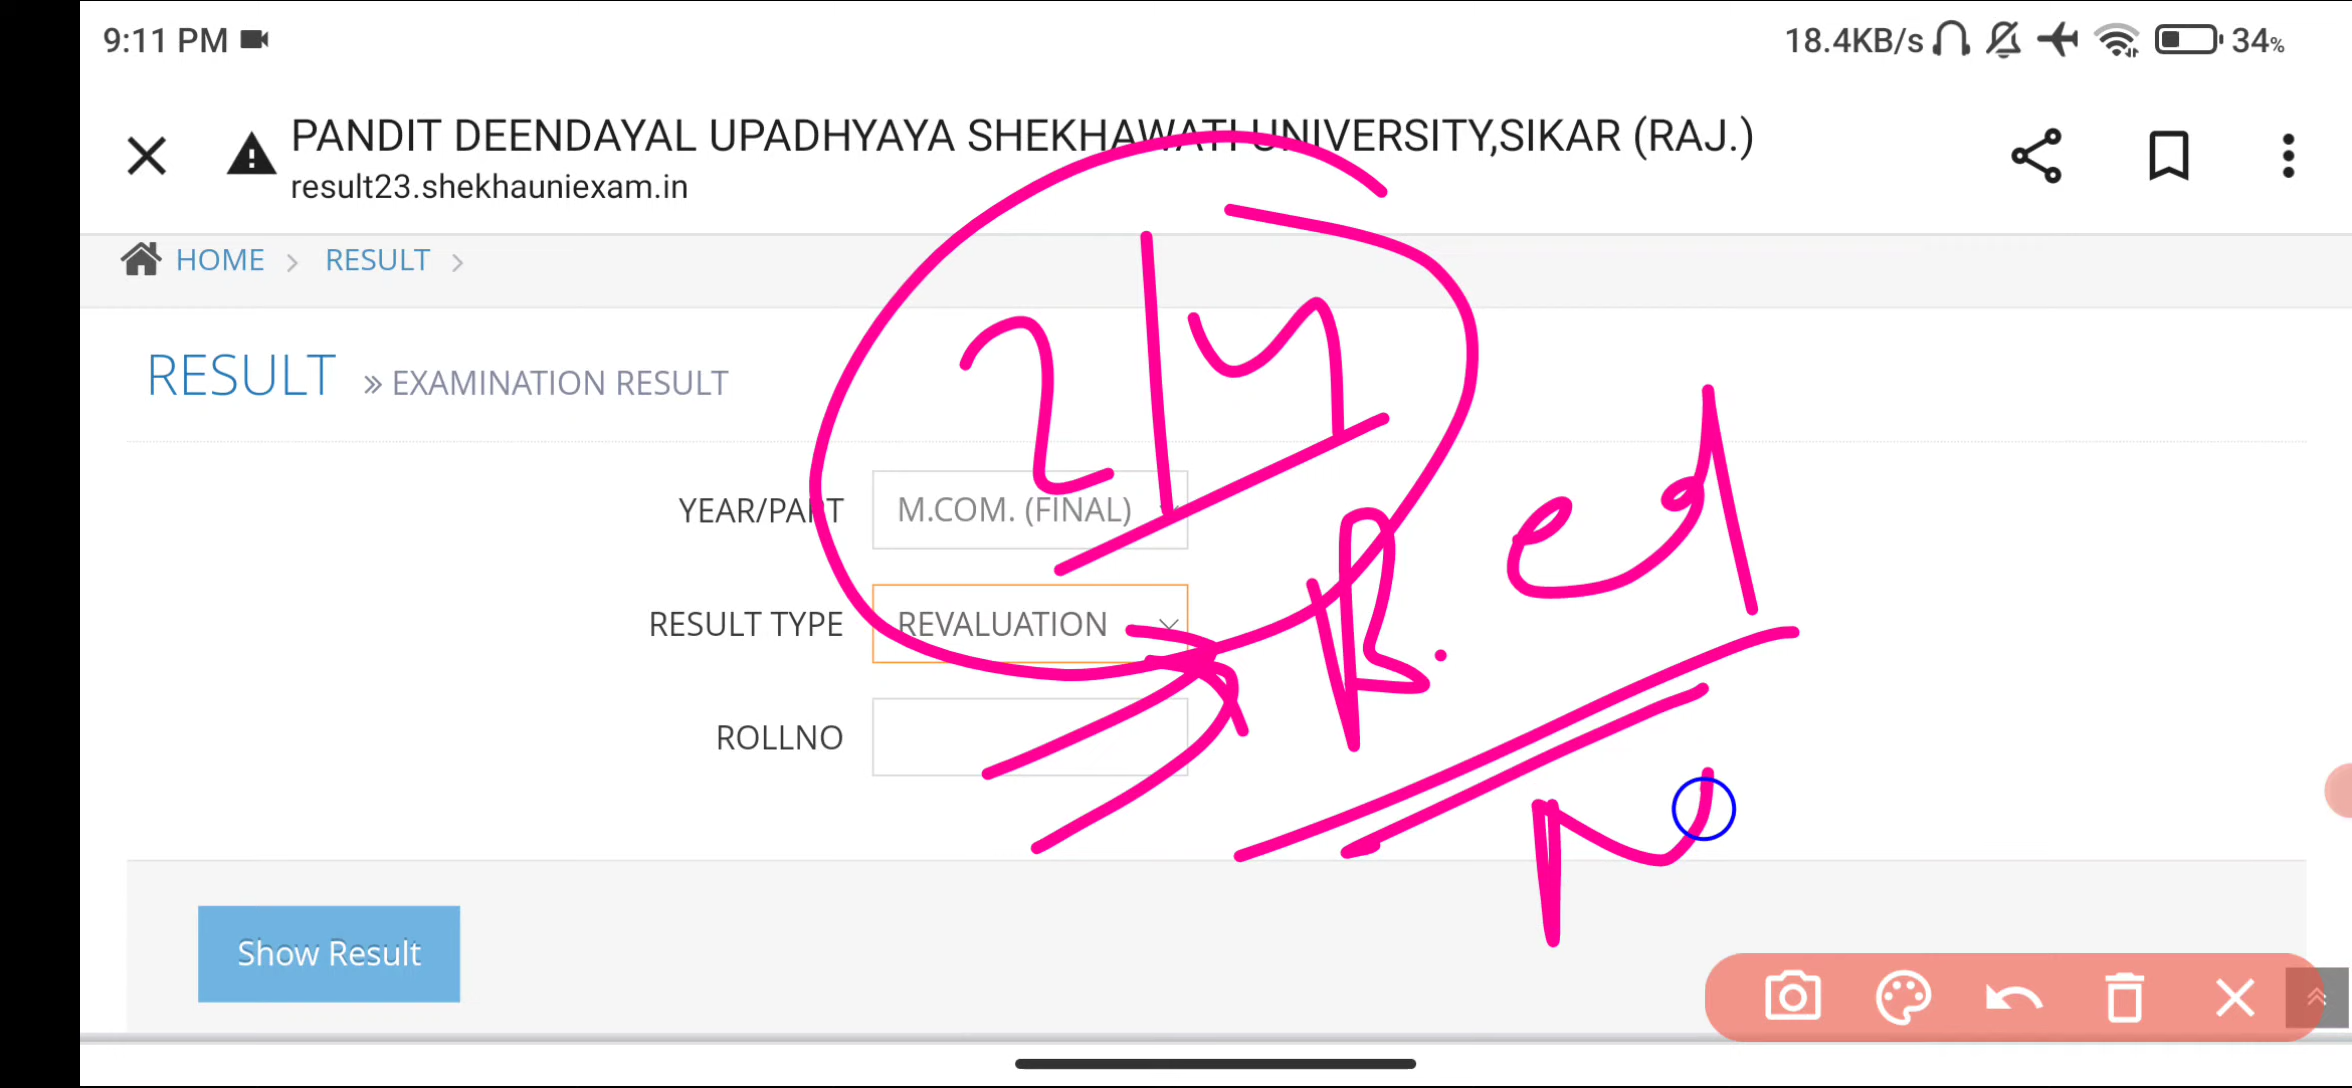 9:11 PM 18.4KB/s 34%
PANDIT DEENDAYAL UPADHYAYA SHEKHAWATI UNIVERSITY,SIKAR (RAJ.)
result23.shekhauniexam.in
HOME > RESULT >
RESULT » EXAMINATION RESULT
YEAR/PART M.COM. (FINAL)
RESULT TYPE REVALUATION
ROLLNO
Show Result